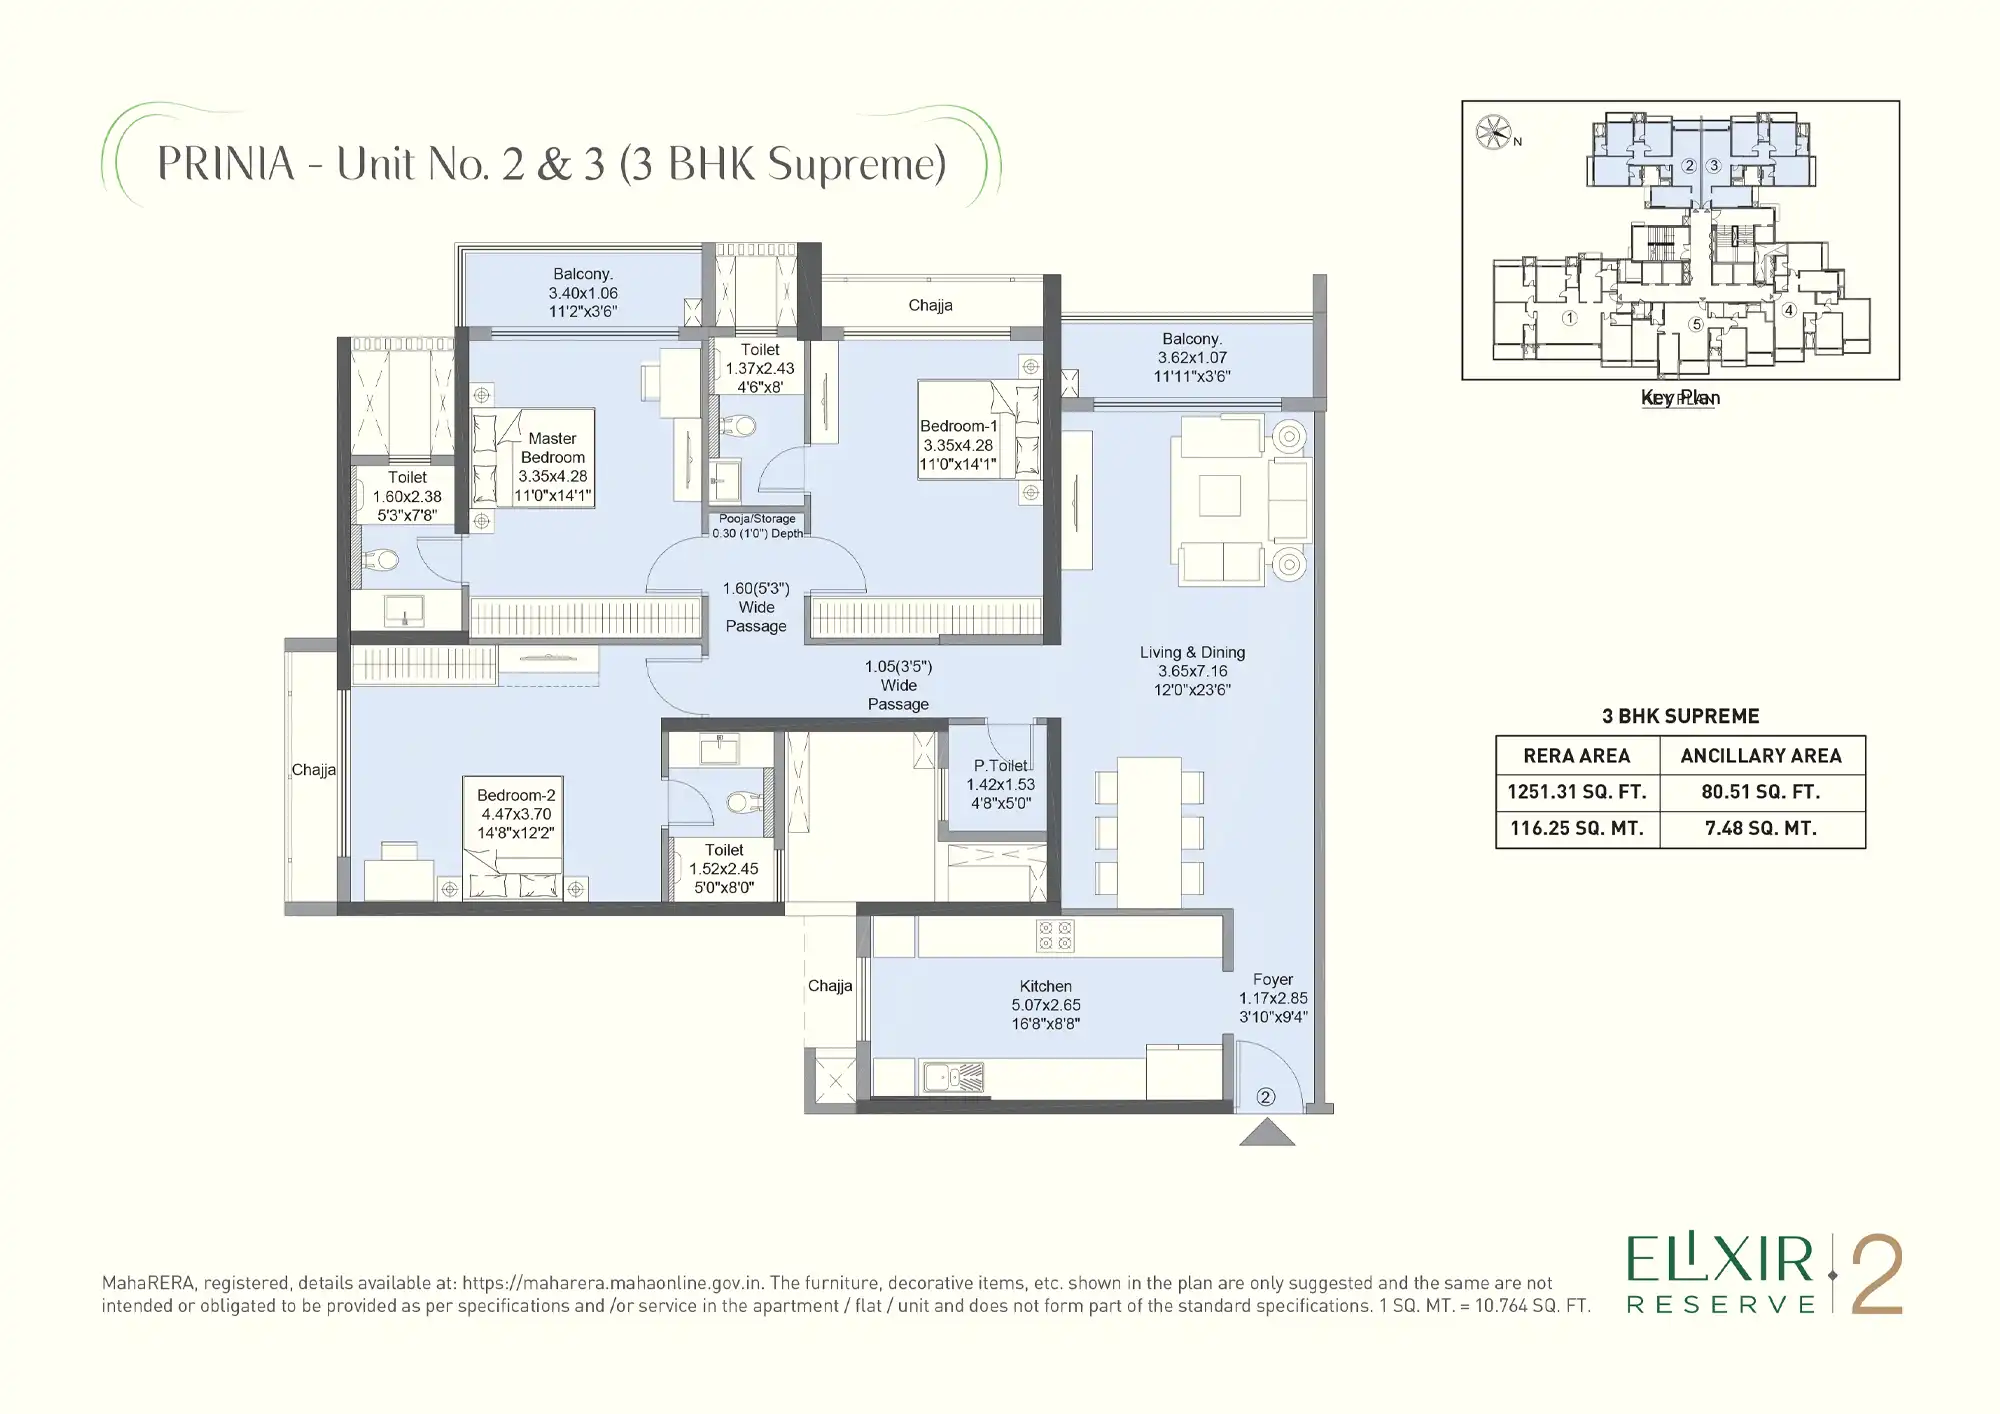 PRINIA - Unit No. 2 & 3 (3 BHK Supreme)
N
2
3
1
5
4
Key Plan
Balcony.
3.40x1.06
11'2"x3'6"
Chajja
Balcony.
3.62x1.07
11'11"x3'6"
Toilet
1.37x2.43
4'6"x8'
Master
Bedroom
3.35x4.28
11'0"x14'1"
Bedroom-1
3.35x4.28
11'0"x14'1"
Toilet
1.60x2.38
5'3"x7'8"
Pooja/Storage
0.30 (1'0") Depth
1.60(5'3")
Wide
Passage
1.05(3'5")
Wide
Passage
Living & Dining
3.65x7.16
12'0"x23'6"
Chajja
Bedroom-2
4.47x3.70
14'8"x12'2"
P.Toilet
1.42x1.53
4'8"x5'0"
Toilet
1.52x2.45
5'0"x8'0"
Chajja
Kitchen
5.07x2.65
16'8"x8'8"
Foyer
1.17x2.85
3'10"x9'4"
2
3 BHK SUPREME
RERA AREA ANCILLARY AREA
1251.31 SQ. FT. 80.51 SQ. FT.
116.25 SQ. MT. 7.48 SQ. MT.
MahaRERA, registered, details available at: https://maharera.mahaonline.gov.in. The furniture, decorative items, etc. shown in the plan are only suggested and the same are not
intended or obligated to be provided as per specifications and /or service in the apartment / flat / unit and does not form part of the standard specifications. 1 SQ. MT. = 10.764 SQ. FT.
ELIXIR
RESERVE
2